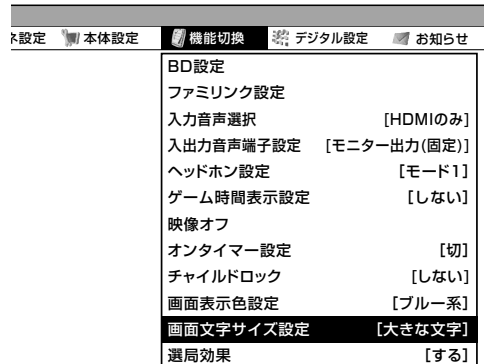 ネ設定 本体設定 機能切換 デジタル設定 お知らせ
BD設定
ファミリンク設定
入力音声選択 [HDMIのみ]
入出力音声端子設定 [モニター出力(固定)]
ヘッドホン設定 [モード1]
ゲーム時間表示設定 [しない]
映像オフ
オンタイマー設定 [切]
チャイルドロック [しない]
画面表示色設定 [ブルー系]
画面文字サイズ設定 [大きな文字]
選局効果 [する]